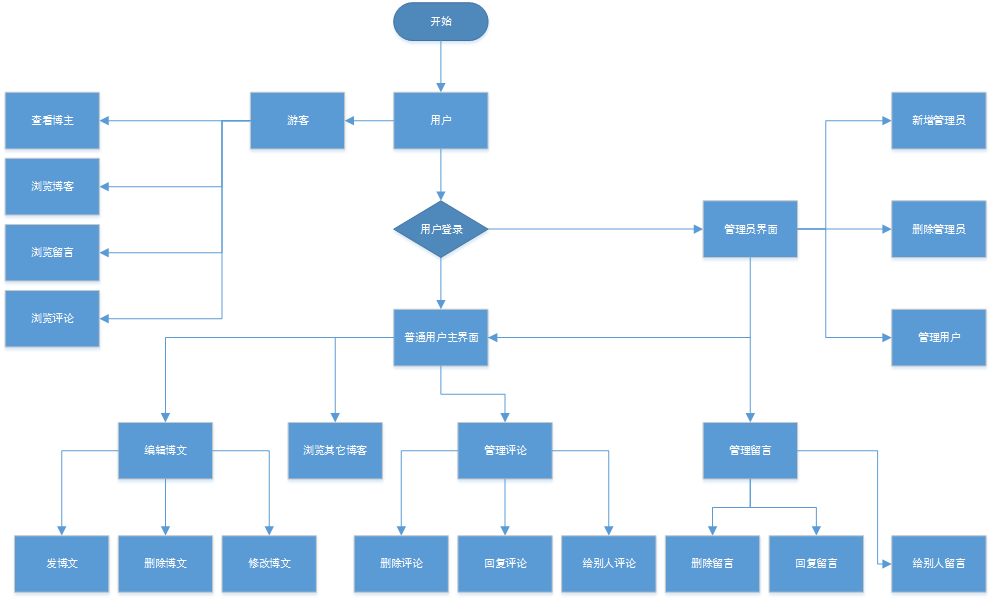 开始
查看博主
游客
用户
新增管理员
浏览博客
用户登录
管理员界面
删除管理员
浏览留言
浏览评论
普通用户主界面
管理用户
编辑博文
浏览其它博客
管理评论
管理留言
发博文
删除博文
修改博文
删除评论
回复评论
给别人评论
删除留言
回复留言
给别人留言